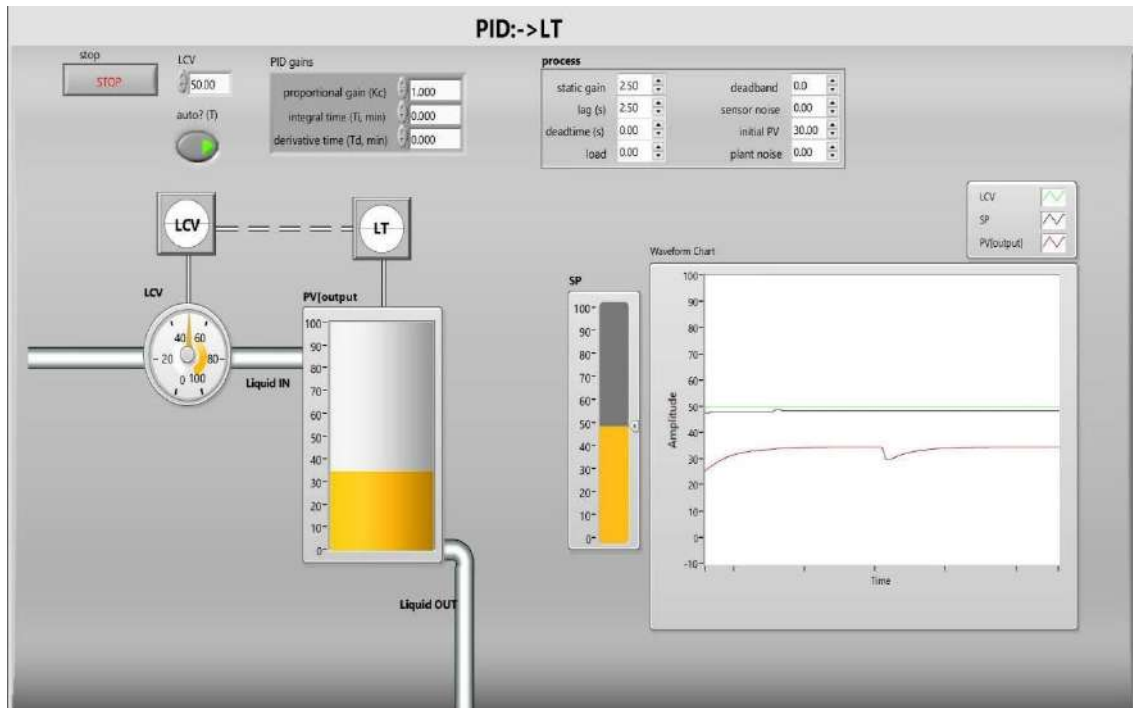 PID:->LT
stop
STOP
LCV
50.00
auto? (T)
PID gains
proportional gain (Kc) 1.000
integral time (Ti, min) 0.000
derivative time (Td, min) 0.000
process
static gain 2.50
lag (s) 2.50
deadtime (s) 0.00
load 0.00
deadband 0.0
sensor noise 0.00
initial PV 30.00
plant noise 0.00
LCV
LT
LCV
0
20
40
60
80
100
Liquid IN
PV[output
100
90
80
70
60
50
40
30
20
10
0
Liquid OUT
SP
100
90
80
70
60
50
40
30
20
10
0
LCV
SP
PV[output]
Waveform Chart
Amplitude
100
90
80
70
60
50
40
30
20
10
0
-10
Time